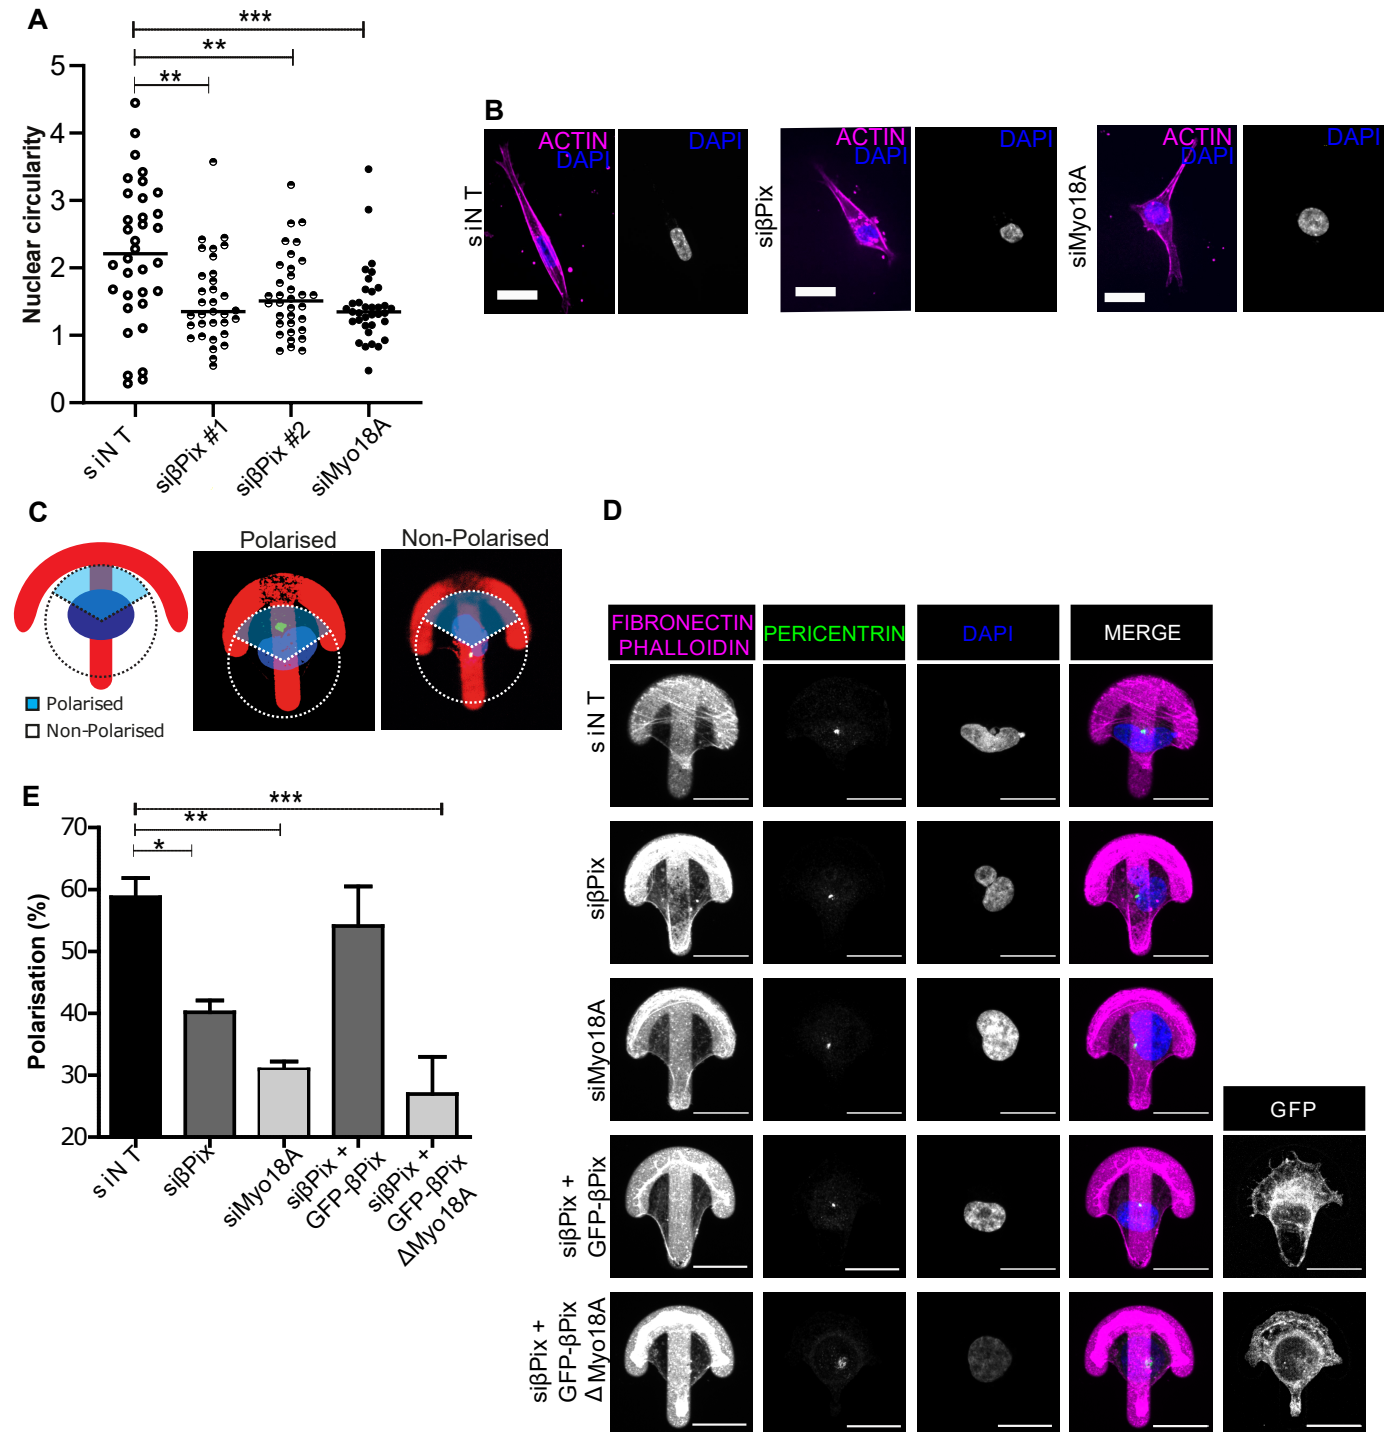 A
***
**
**
5
4
3
2
1
0
Nuclear circularity
siNT
siβPix #1
siβPix #2
siMyo18A
B
siNT
ACTIN
DAPI
DAPI
siβPix
ACTIN
DAPI
DAPI
siMyo18A
ACTIN
DAPI
DAPI
C
Polarised
Non-Polarised
Polarised
Non-Polarised
D
FIBRONECTIN
PHALLOIDIN
PERICENTRIN
DAPI
MERGE
siNT
siβPix
siMyo18A
GFP
siβPix +
GFP-βPix
siβPix +
GFP-βPix
ΔMyo18A
E
***
**
*
70
60
50
40
30
20
Polarisation (%)
siNT
siβPix
siMyo18A
siβPix +
GFP-βPix
siβPix +
GFP-βPix
ΔMyo18A